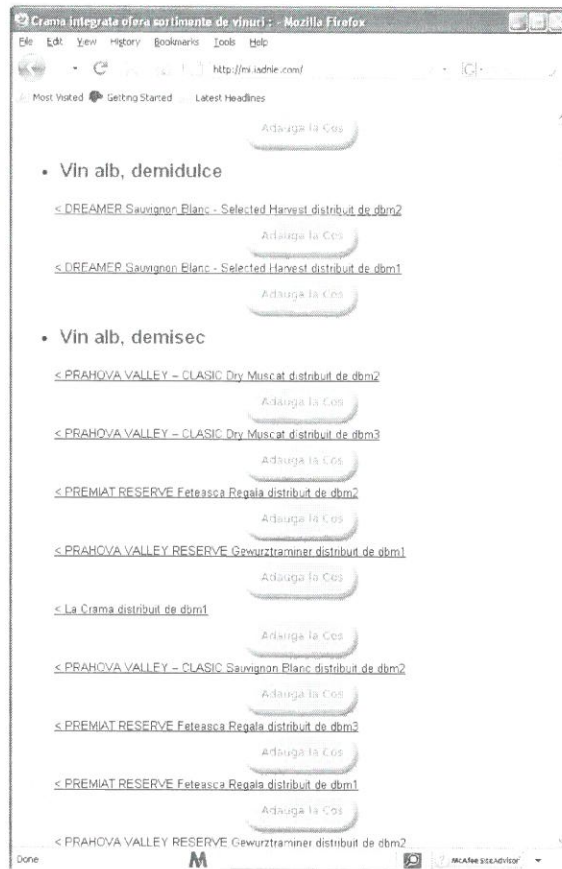 Crama integrata ofera sortimente de vinuri : - Mozilla Firefox
File Edit View History Bookmarks Tools Help
Most Visited Getting Started Latest Headlines
Adauga la Cos
• Vin alb, demidulce
< DREAMER Sauvignon Blanc - Selected Harvest distribuit de dbm2
Adauga la Cos
< DREAMER Sauvignon Blanc - Selected Harvest distribuit de dbm1
Adauga la Cos
• Vin alb, demisec
< PRAHOVA VALLEY – CLASIC Dry Muscat distribuit de dbm2
Adauga la Cos
< PRAHOVA VALLEY – CLASIC Dry Muscat distribuit de dbm3
Adauga la Cos
< PREMIAT RESERVE Feteasca Regala distribuit de dbm2
Adauga la Cos
< PRAHOVA VALLEY RESERVE Gewurztraminer distribuit de dbm1
Adauga la Cos
< La Crama distribuit de dbm1
Adauga la Cos
< PRAHOVA VALLEY – CLASIC Sauvignon Blanc distribuit de dbm2
Adauga la Cos
< PREMIAT RESERVE Feteasca Regala distribuit de dbm3
Adauga la Cos
< PREMIAT RESERVE Feteasca Regala distribuit de dbm1
Adauga la Cos
< PRAHOVA VALLEY RESERVE Gewurztraminer distribuit de dbm2
Done M McAfee SiteAdvisor